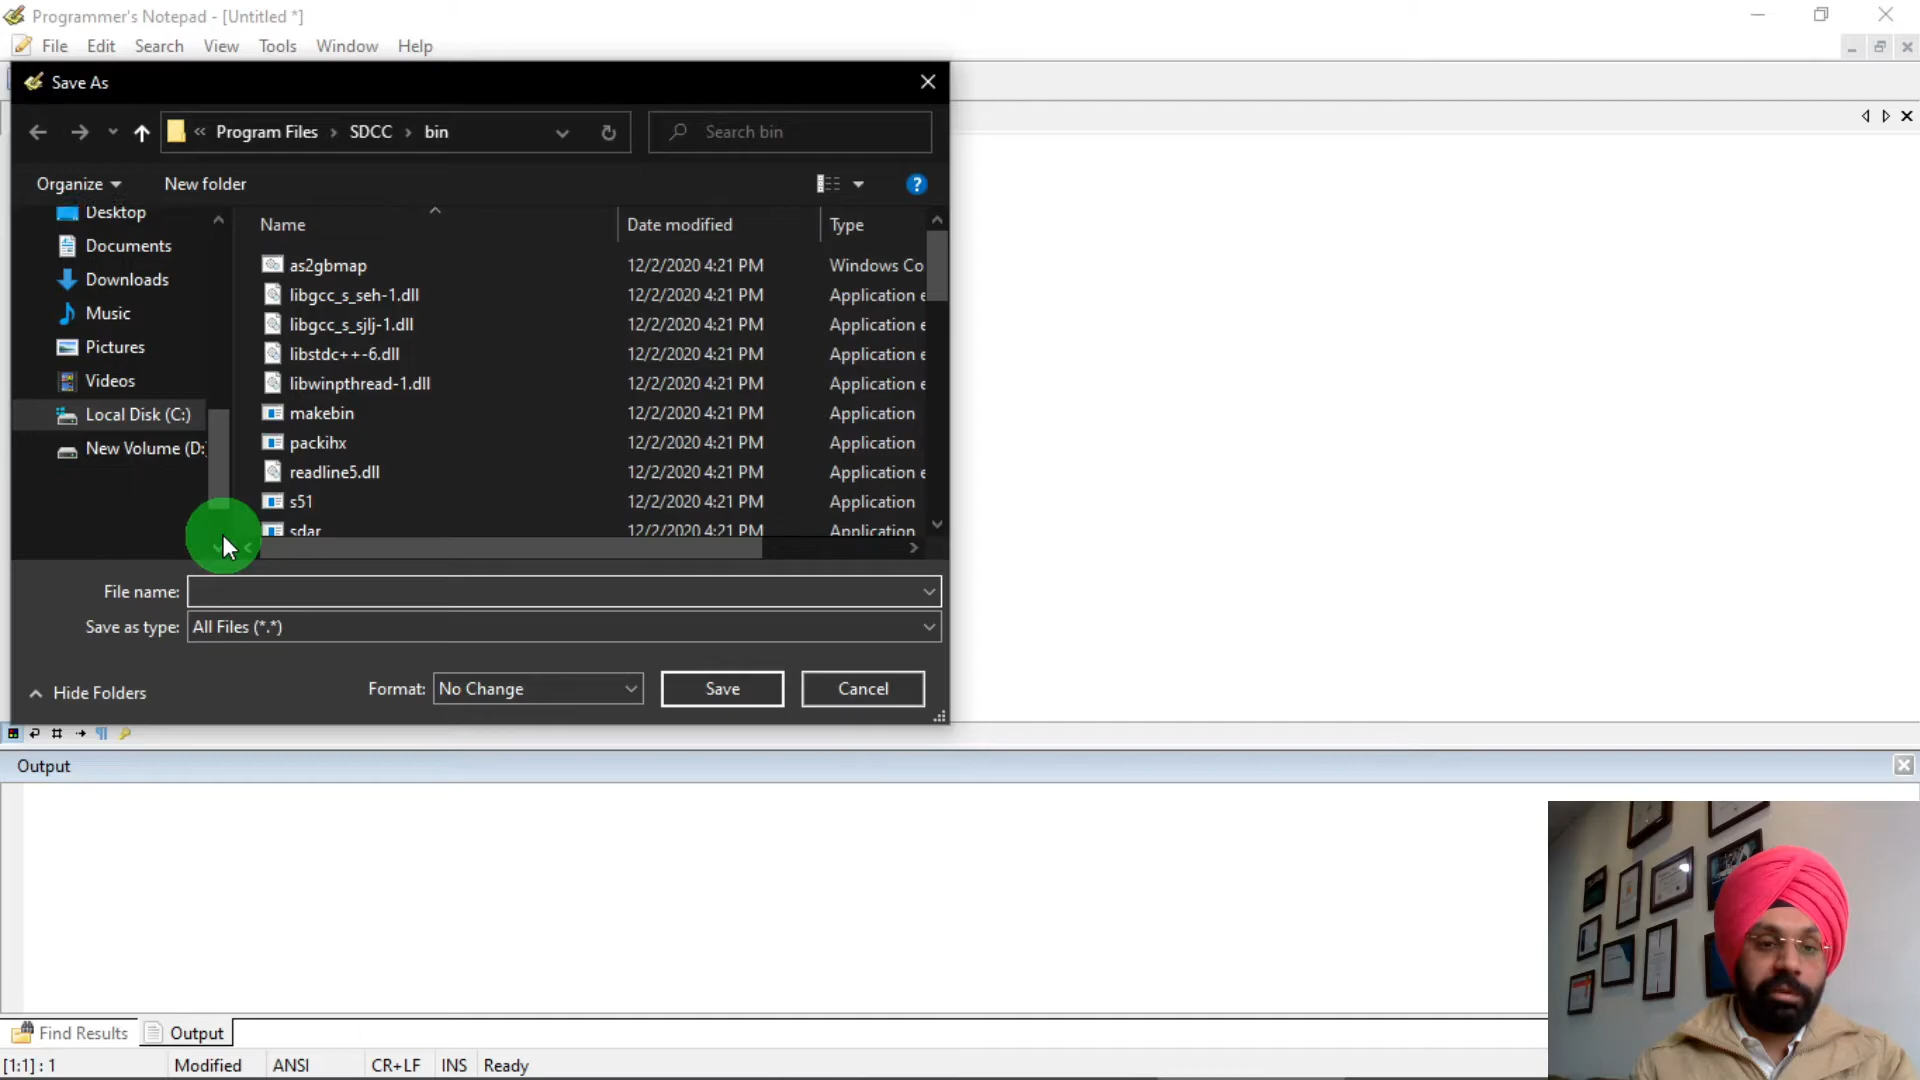 Programmer's Notepad - [Untitled *]
File Edit Search View Tools Window Help
Save As
« Program Files › SDCC › bin
Search bin
Organize New folder
?
Desktop
Documents
Downloads
Music
Pictures
Videos
Local Disk (C:)
New Volume (D:
Name Date modified Type
as2gbmap 12/2/2020 4:21 PM Windows Co
libgcc_s_seh-1.dll 12/2/2020 4:21 PM Application e
libgcc_s_sjlj-1.dll 12/2/2020 4:21 PM Application e
libstdc++-6.dll 12/2/2020 4:21 PM Application e
libwinpthread-1.dll 12/2/2020 4:21 PM Application e
makebin 12/2/2020 4:21 PM Application
packihx 12/2/2020 4:21 PM Application
readline5.dll 12/2/2020 4:21 PM Application e
s51 12/2/2020 4:21 PM Application
sdar 12/2/2020 4:21 PM Application
File name:
Save as type: All Files (*.*)
Hide Folders
Format: No Change
Save Cancel
Output
Find Results Output
[1:1] : 1 Modified ANSI CR+LF INS Ready